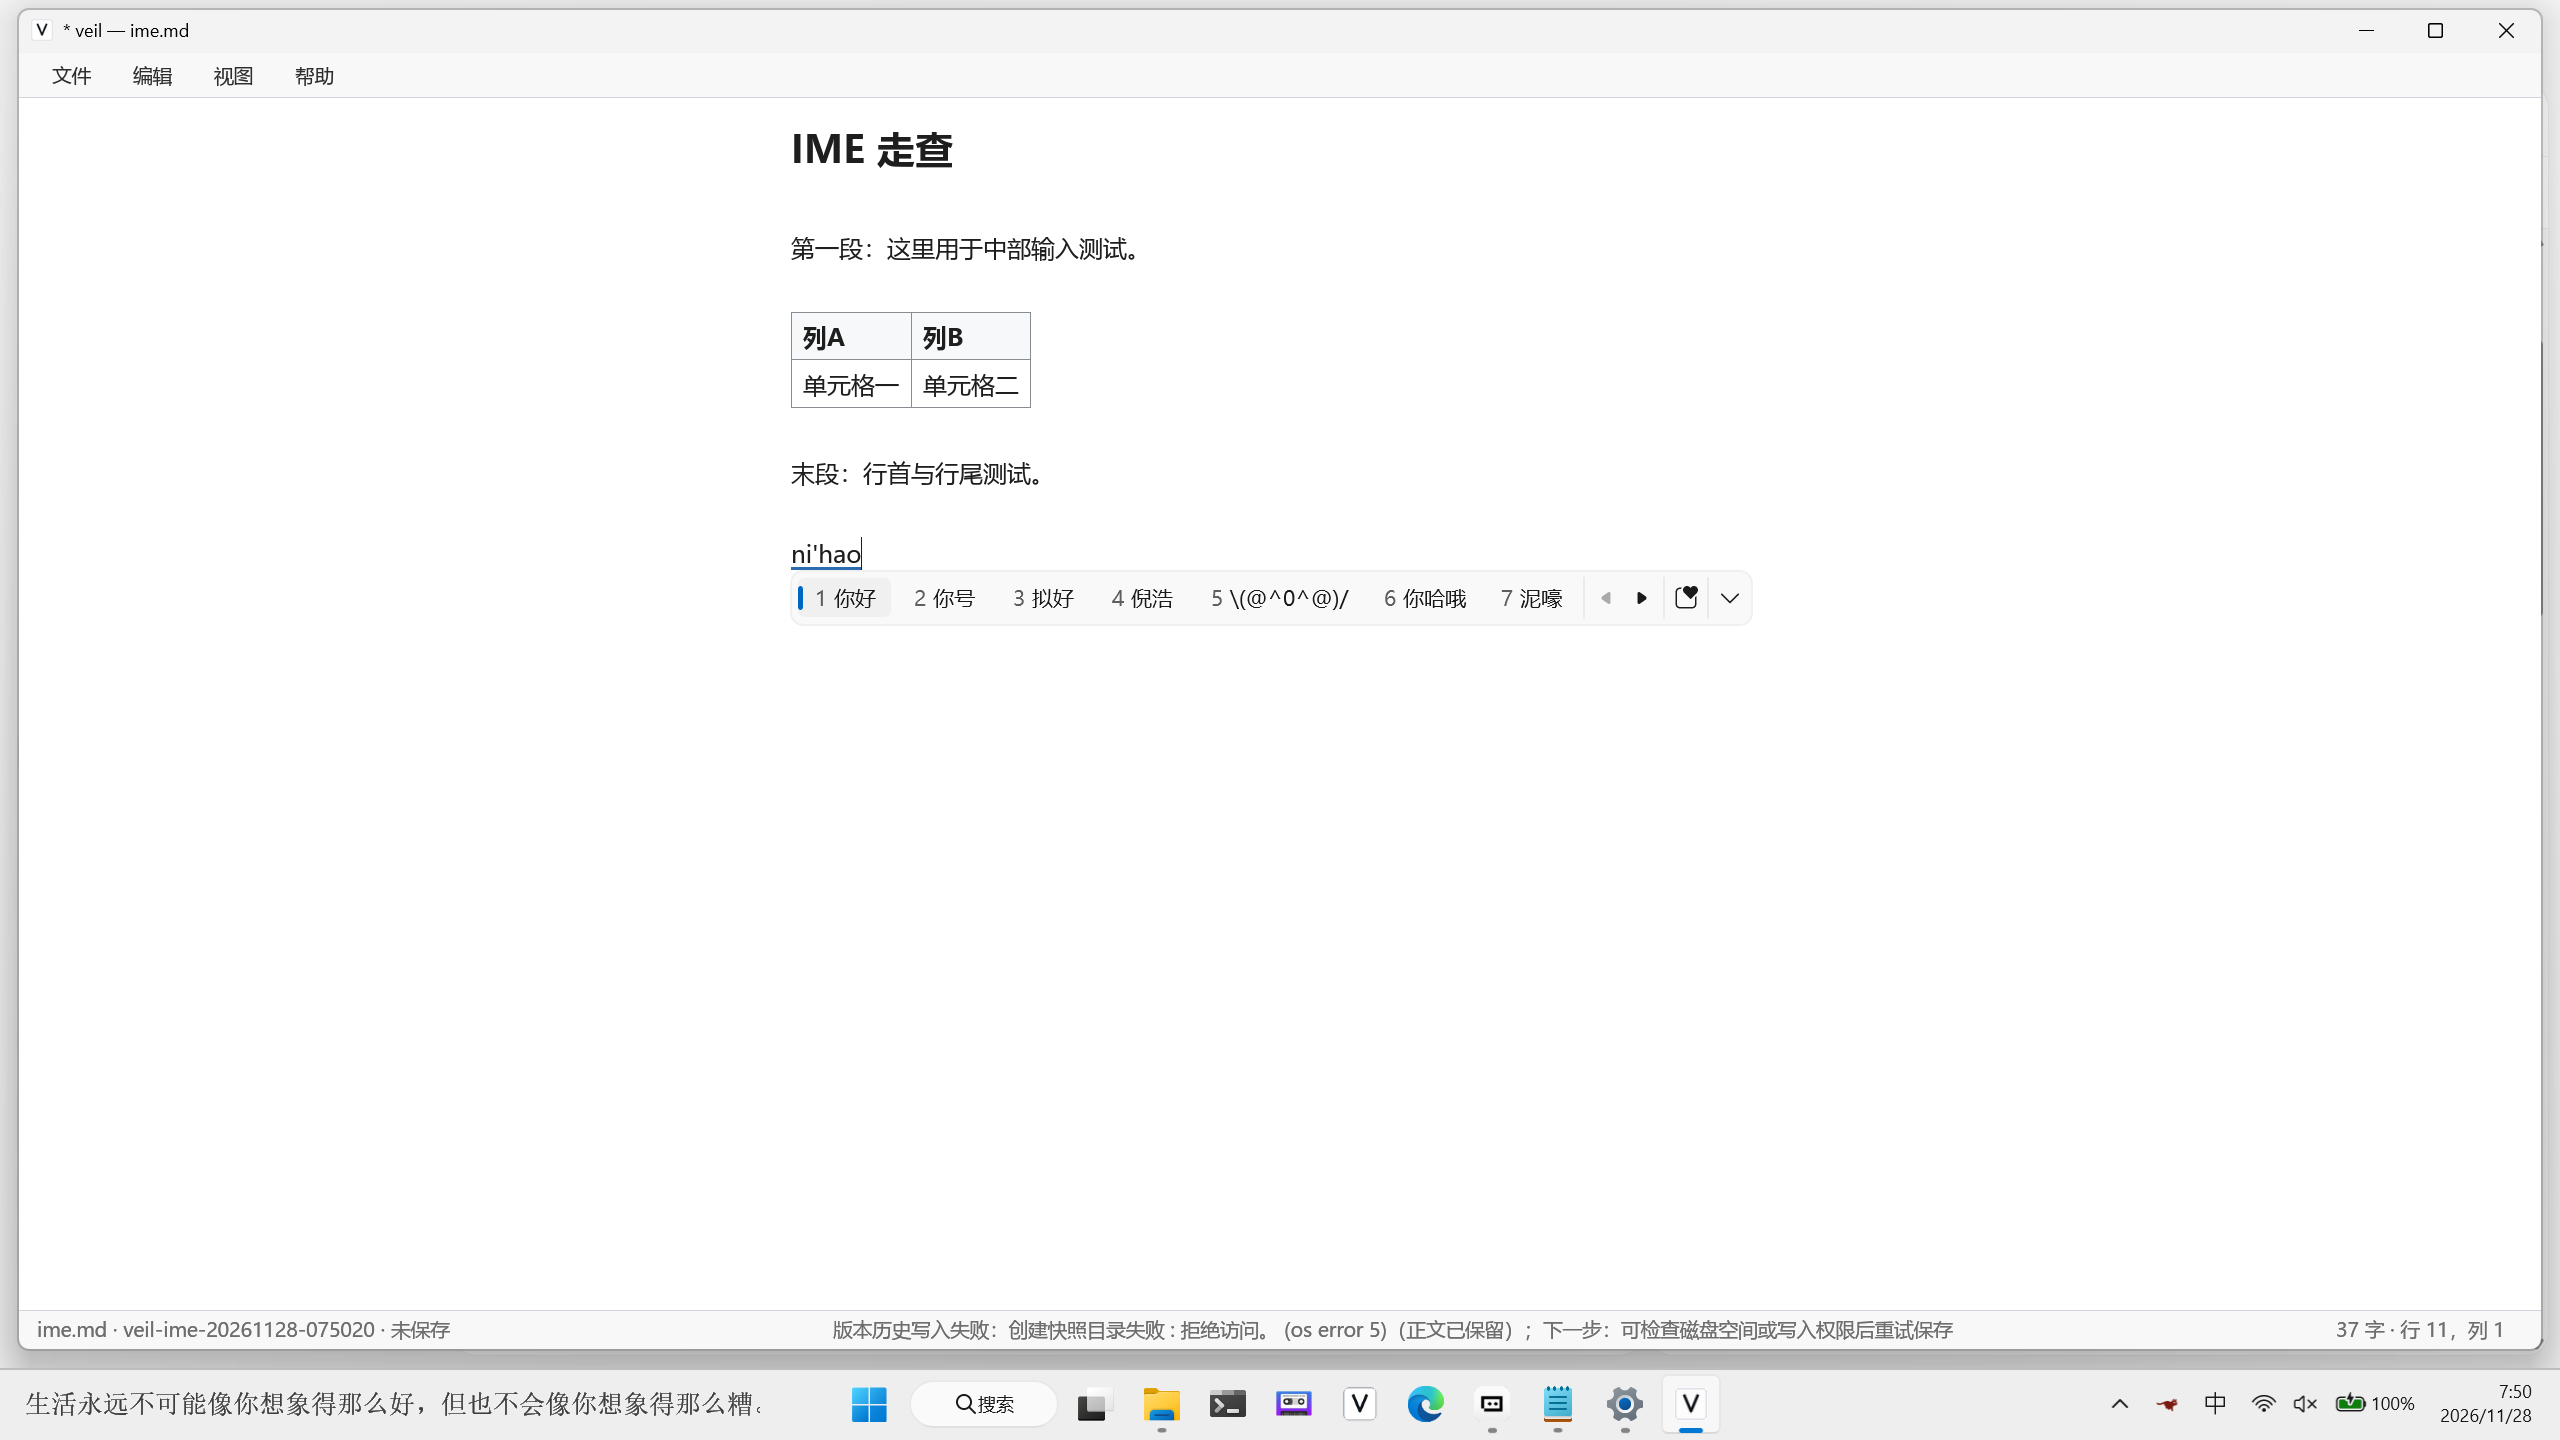 * veil — ime.md
文件 编辑 视图 帮助
IME 走查
第一段：这里用于中部输入测试。
列A 列B
单元格一 单元格二
末段：行首与行尾测试。
ni'hao
1 你好 2 你号 3 拟好 4 倪浩 5 \(@^0^@)/ 6 你哈哦 7 泥嚎
ime.md · veil-ime-20261128-075020 · 未保存
版本历史写入失败：创建快照目录失败 : 拒绝访问。 (os error 5)（正文已保留）；下一步：可检查磁盘空间或写入权限后重试保存
37 字 · 行 11，列 1
生活永远不可能像你想象得那么好，但也不会像你想象得那么糟。
搜索
中
100%
7:50
2026/11/28